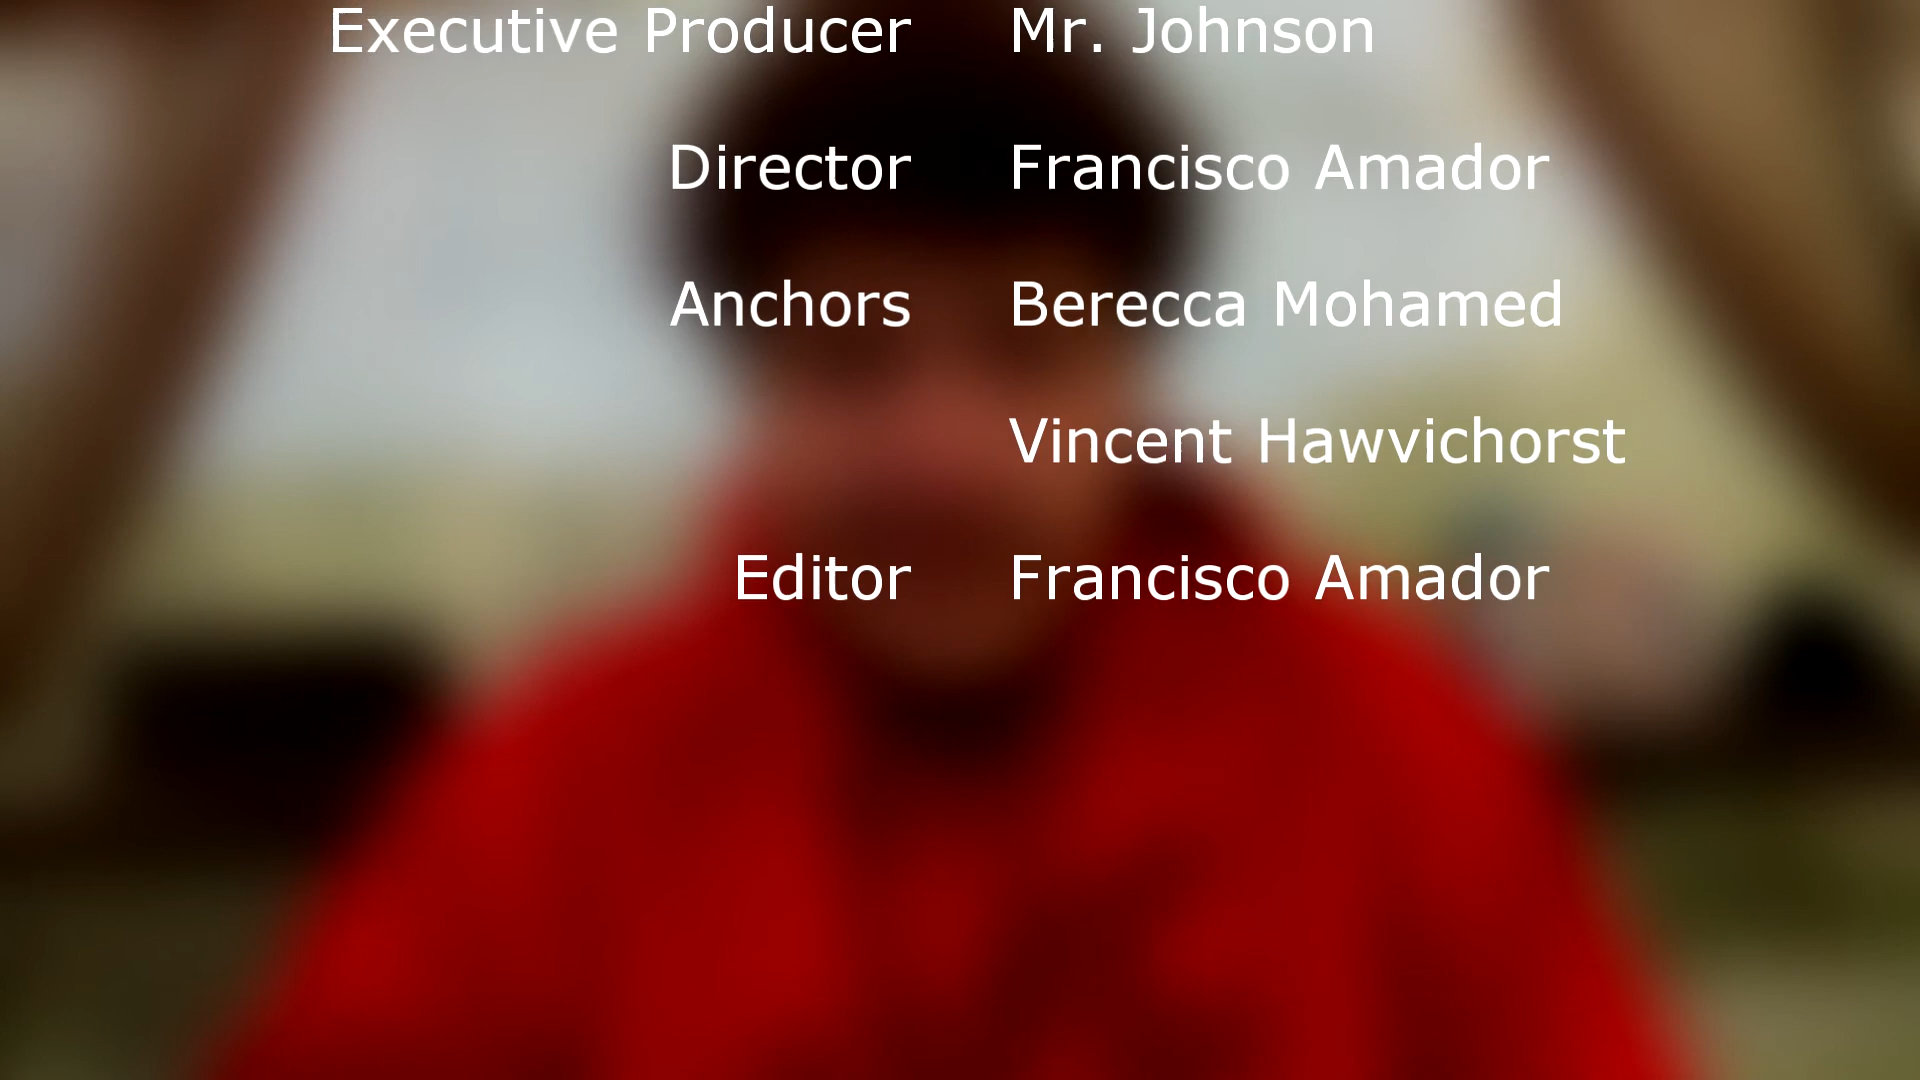 Executive Producer Mr. Johnson
Director Francisco Amador
Anchors Berecca Mohamed
Vincent Hawvichorst
Editor Francisco Amador